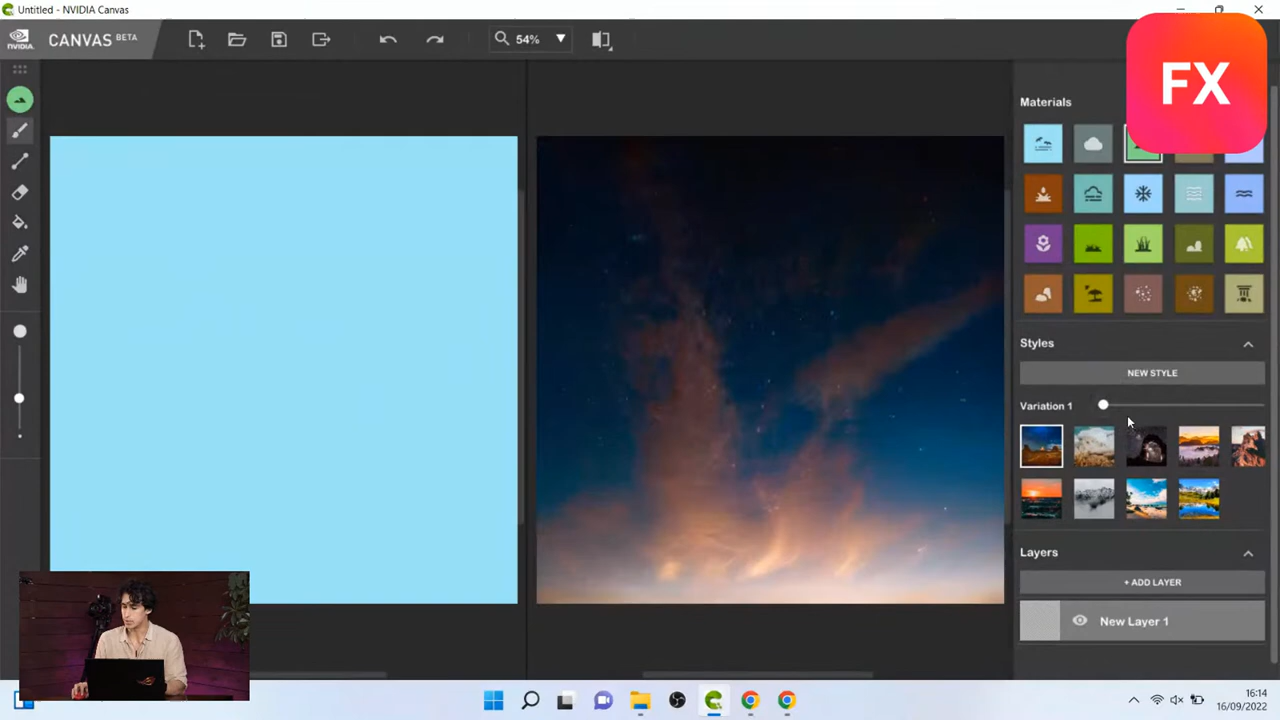 Untitled - NVIDIA Canvas
NVIDIA
CANVAS BETA
54%
FX
Materials
Styles
NEW STYLE
Variation 1
Layers
+ ADD LAYER
New Layer 1
16:14
16/09/2022